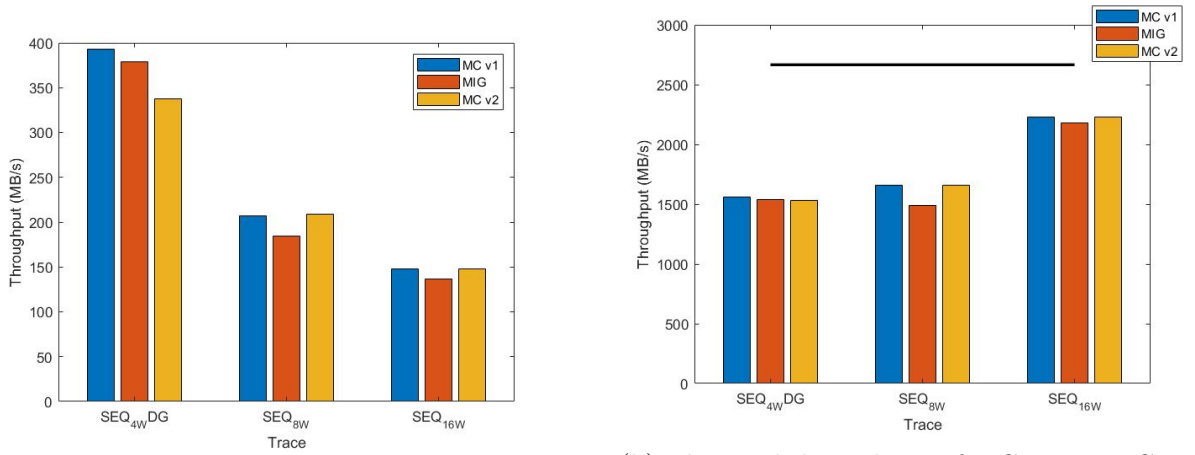 400
350
300
250
200
150
100
50
0
Throughput (MB/s)
MC v1
MIG
MC v2
SEQ4WDG
SEQ8W
SEQ16W
Trace
3000
2500
2000
1500
1000
500
0
Throughput (MB/s)
MC v1
MIG
MC v2
SEQ4WDG
SEQ8W
SEQ16W
Trace